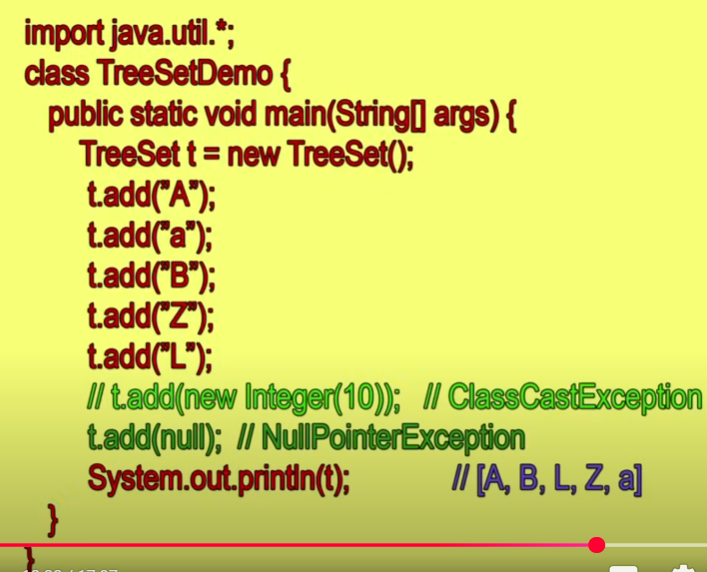 import java.util.*;
class TreeSetDemo {
public static void main(String[] args) {
TreeSet t = new TreeSet();
t.add("A");
t.add("a");
t.add("B");
t.add("Z");
t.add("L");
// t.add(new Integer(10));   // ClassCastException
t.add(null);  // NullPointerException
System.out.println(t);   // [A, B, L, Z, a]
}
}